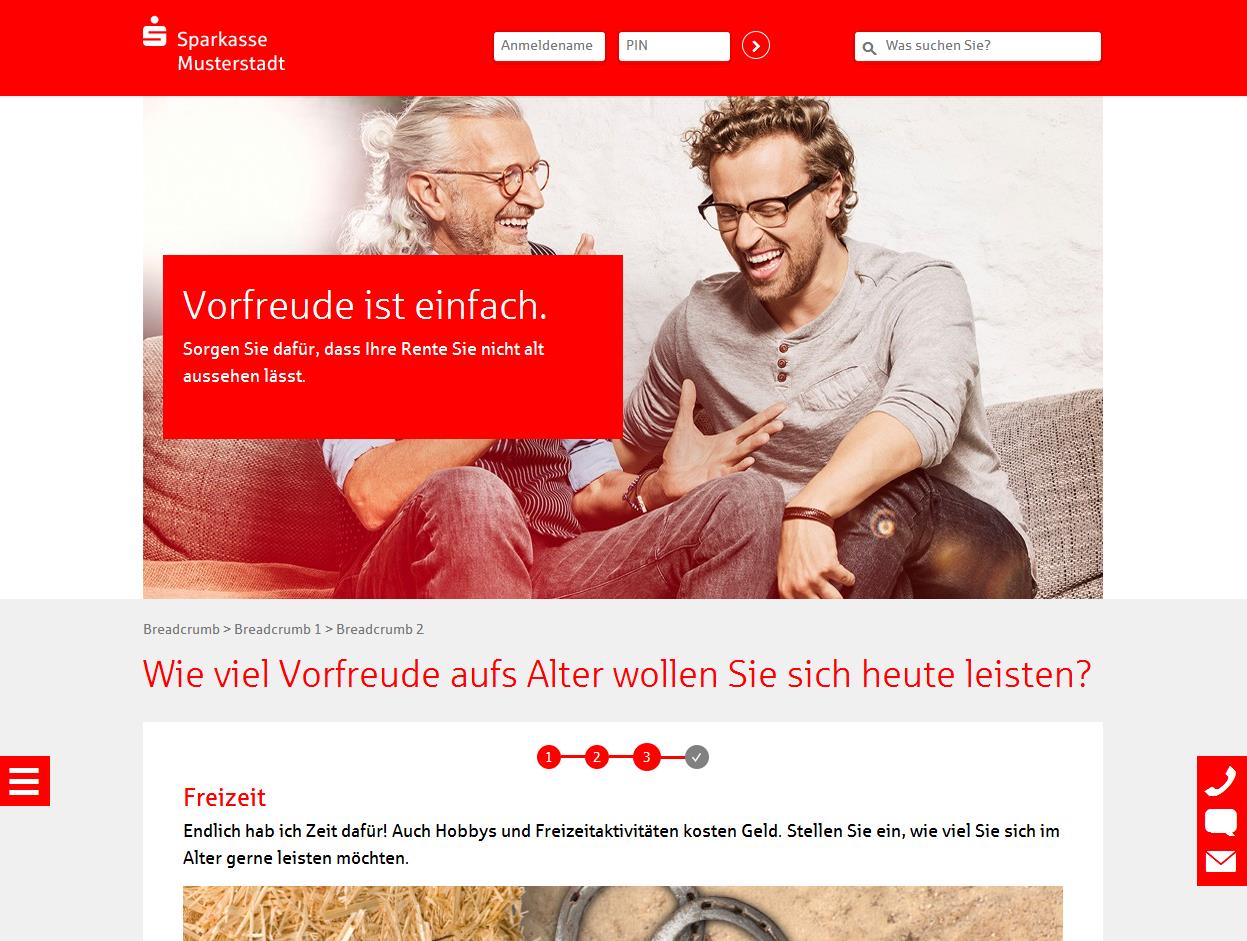 Sparkasse
Musterstadt
Anmeldename
PIN
Was suchen Sie?
Vorfreude ist einfach.
Sorgen Sie dafür, dass Ihre Rente Sie nicht alt
aussehen lässt.
Breadcrumb > Breadcrumb 1 > Breadcrumb 2
Wie viel Vorfreude aufs Alter wollen Sie sich heute leisten?
1 2 3
Freizeit
Endlich hab ich Zeit dafür! Auch Hobbys und Freizeitaktivitäten kosten Geld. Stellen Sie ein, wie viel Sie sich im
Alter gerne leisten möchten.